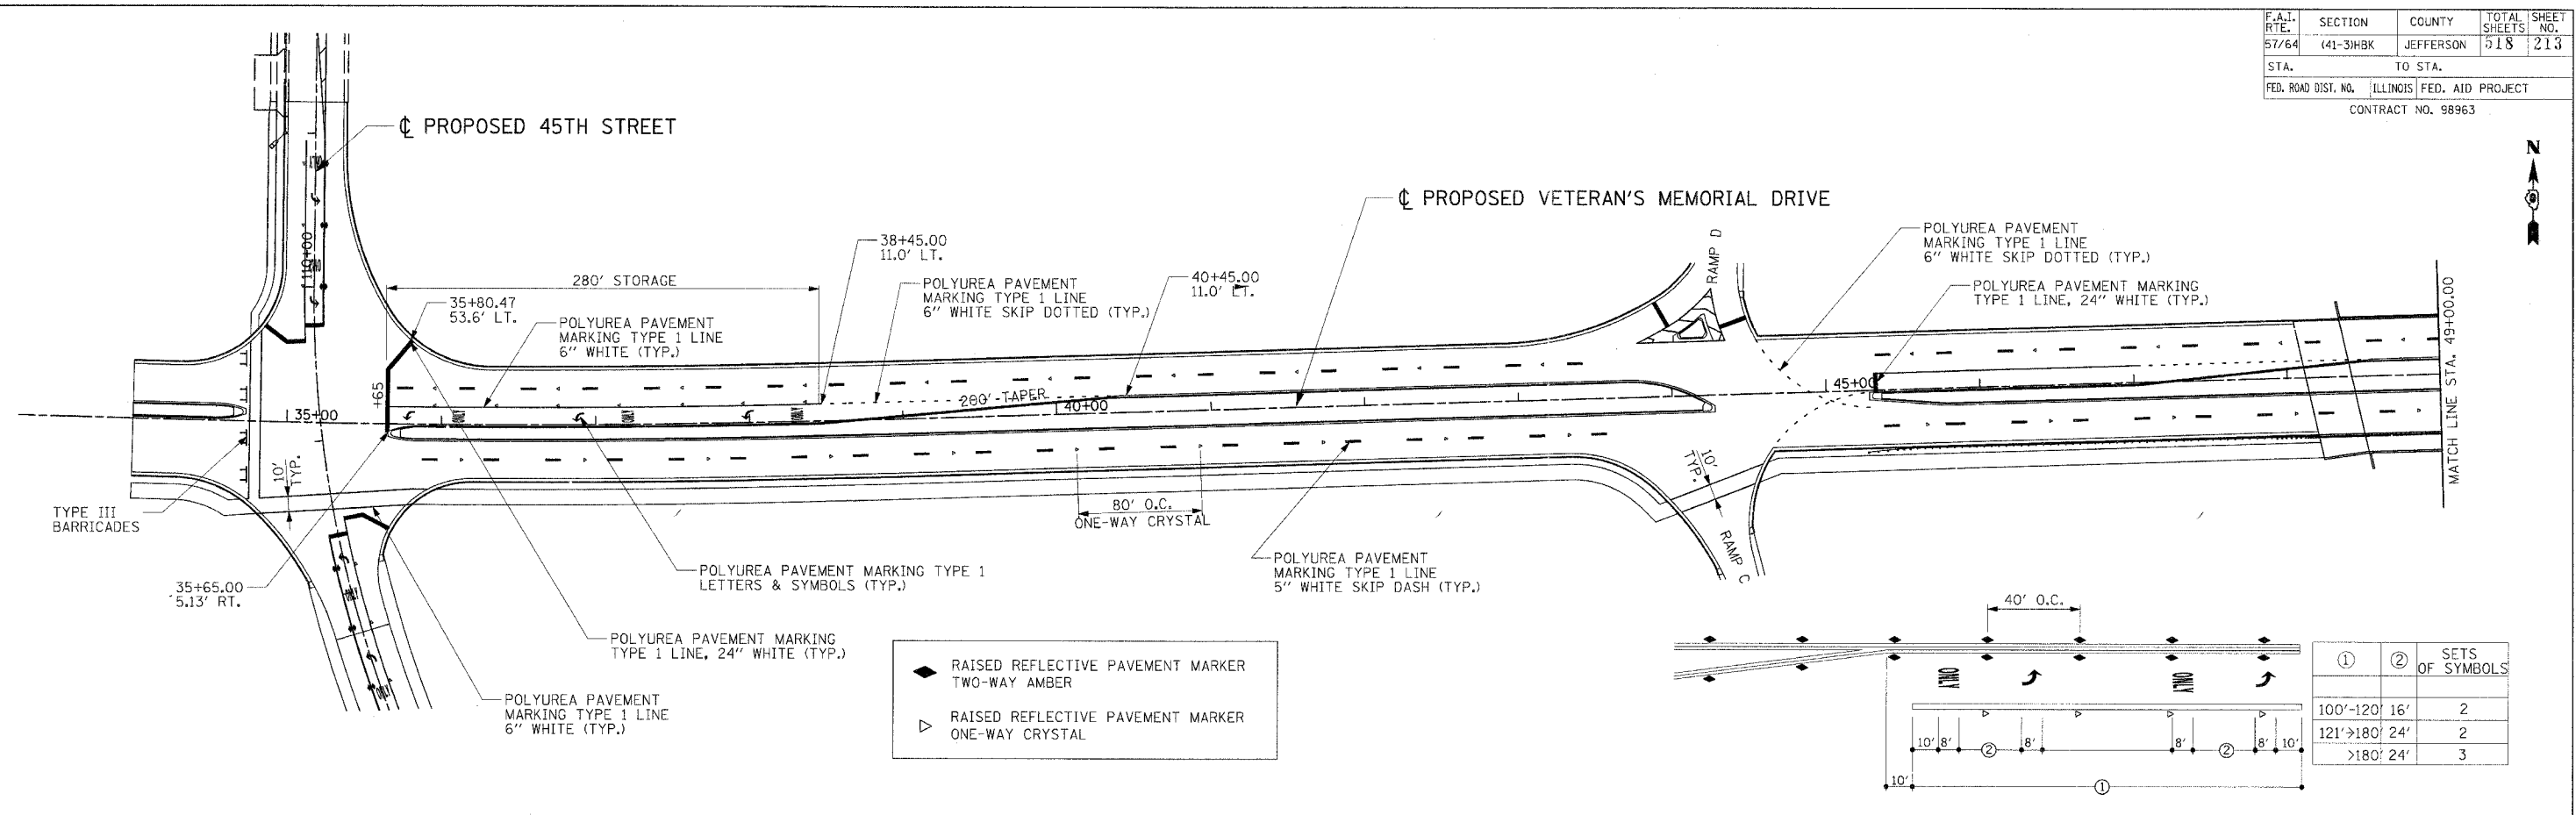 F.A.I. RTE. SECTION COUNTY TOTAL SHEETS SHEET NO.
57/64 (41-3)HBK JEFFERSON 518 213
STA. TO STA.
FED. ROAD DIST. NO. ILLINOIS FED. AID PROJECT
CONTRACT NO. 98963
N
℄ PROPOSED 45TH STREET
℄ PROPOSED VETERAN'S MEMORIAL DRIVE
110+00
ONLY
ONLY
280' STORAGE
38+45.00
11.0' LT.
35+80.47
53.6' LT.
POLYUREA PAVEMENT
MARKING TYPE 1 LINE
6" WHITE (TYP.)
POLYUREA PAVEMENT
MARKING TYPE 1 LINE
6" WHITE SKIP DOTTED (TYP.)
40+45.00
11.0' LT.
RAMP D
POLYUREA PAVEMENT
MARKING TYPE 1 LINE
6" WHITE SKIP DOTTED (TYP.)
POLYUREA PAVEMENT MARKING
TYPE 1 LINE, 24" WHITE (TYP.)
MATCH LINE STA. 49+00.00
+65
35+00
ONLY
ONLY
ONLY
280' TAPER
40+00
45+00
10'
TYP.
10'
TYP.
80' O.C.
ONE-WAY CRYSTAL
RAMP C
TYPE III
BARRICADES
35+65.00
5.13' RT.
ONLY
ONLY
POLYUREA PAVEMENT MARKING TYPE 1
LETTERS & SYMBOLS (TYP.)
POLYUREA PAVEMENT
MARKING TYPE 1 LINE
5" WHITE SKIP DASH (TYP.)
POLYUREA PAVEMENT MARKING
TYPE 1 LINE, 24" WHITE (TYP.)
POLYUREA PAVEMENT
MARKING TYPE 1 LINE
6" WHITE (TYP.)
RAISED REFLECTIVE PAVEMENT MARKER
TWO-WAY AMBER
RAISED REFLECTIVE PAVEMENT MARKER
ONE-WAY CRYSTAL
40' O.C.
ONLY
ONLY
10' 8' ② 8' 8' ② 8' 10'
10' ①
① ② SETS OF SYMBOLS
100'-120' 16' 2
121'→180' 24' 2
>180' 24' 3